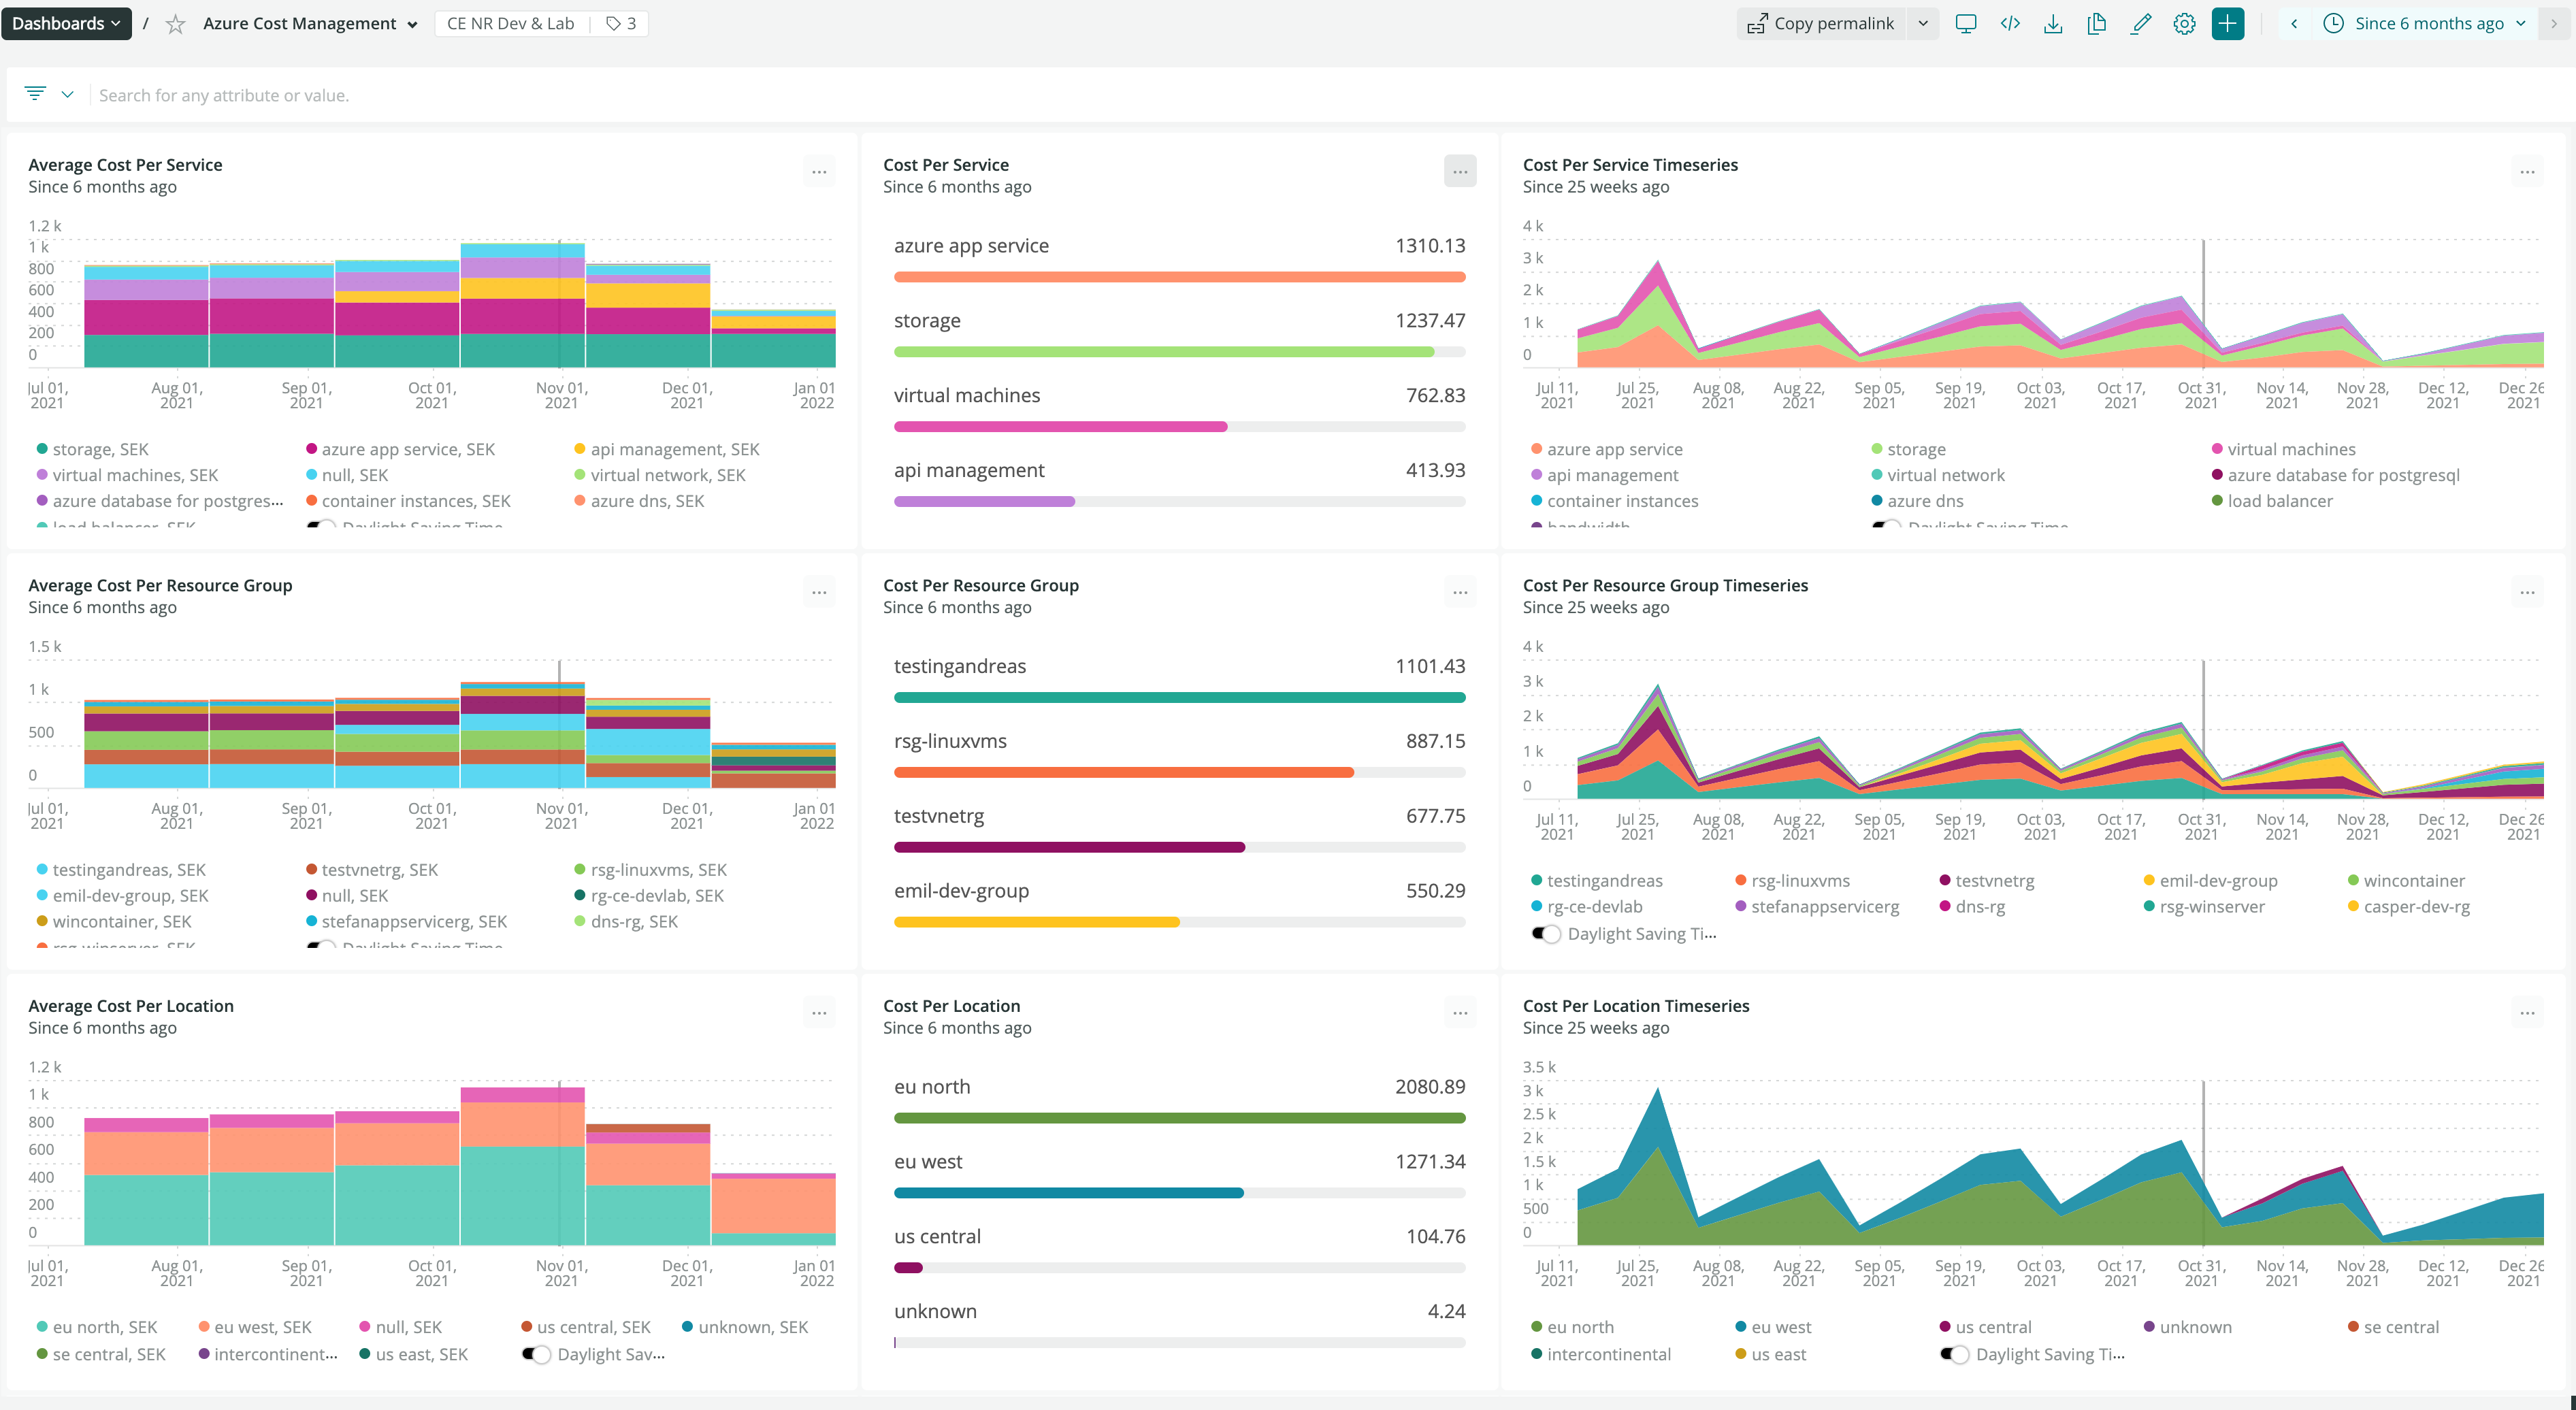 Dashboards / Azure Cost Management CE NR Dev & Lab 3 Copy permalink Since 6 months ago
Search for any attribute or value.
Average Cost Per Service
Since 6 months ago
1.2 k
1 k
800
600
400
200
0
Jul 01, 2021 Aug 01, 2021 Sep 01, 2021 Oct 01, 2021 Nov 01, 2021 Dec 01, 2021 Jan 01 2022
storage, SEK azure app service, SEK api management, SEK
virtual machines, SEK null, SEK virtual network, SEK
azure database for postgres... container instances, SEK azure dns, SEK
load balancer, SEK Daylight Saving Time
Cost Per Service
Since 6 months ago
azure app service 1310.13
storage 1237.47
virtual machines 762.83
api management 413.93
Cost Per Service Timeseries
Since 25 weeks ago
4 k
3 k
2 k
1 k
0
Jul 11, 2021 Jul 25, 2021 Aug 08, 2021 Aug 22, 2021 Sep 05, 2021 Sep 19, 2021 Oct 03, 2021 Oct 17, 2021 Oct 31, 2021 Nov 14, 2021 Nov 28, 2021 Dec 12, 2021 Dec 26 2021
azure app service storage virtual machines
api management virtual network azure database for postgresql
container instances azure dns load balancer
bandwidth Daylight Saving Time
Average Cost Per Resource Group
Since 6 months ago
1.5 k
1 k
500
0
Jul 01, 2021 Aug 01, 2021 Sep 01, 2021 Oct 01, 2021 Nov 01, 2021 Dec 01, 2021 Jan 01 2022
testingandreas, SEK testvnetrg, SEK rsg-linuxvms, SEK
emil-dev-group, SEK null, SEK rg-ce-devlab, SEK
wincontainer, SEK stefanappservicerg, SEK dns-rg, SEK
rsg-winserver, SEK Daylight Saving Time
Cost Per Resource Group
Since 6 months ago
testingandreas 1101.43
rsg-linuxvms 887.15
testvnetrg 677.75
emil-dev-group 550.29
Cost Per Resource Group Timeseries
Since 25 weeks ago
4 k
3 k
2 k
1 k
0
Jul 11, 2021 Jul 25, 2021 Aug 08, 2021 Aug 22, 2021 Sep 05, 2021 Sep 19, 2021 Oct 03, 2021 Oct 17, 2021 Oct 31, 2021 Nov 14, 2021 Nov 28, 2021 Dec 12, 2021 Dec 26 2021
testingandreas rsg-linuxvms testvnetrg emil-dev-group wincontainer
rg-ce-devlab stefanappservicerg dns-rg rsg-winserver casper-dev-rg
Daylight Saving Ti...
Average Cost Per Location
Since 6 months ago
1.2 k
1 k
800
600
400
200
0
Jul 01, 2021 Aug 01, 2021 Sep 01, 2021 Oct 01, 2021 Nov 01, 2021 Dec 01, 2021 Jan 01 2022
eu north, SEK eu west, SEK null, SEK us central, SEK unknown, SEK
se central, SEK intercontinent... us east, SEK Daylight Sav...
Cost Per Location
Since 6 months ago
eu north 2080.89
eu west 1271.34
us central 104.76
unknown 4.24
Cost Per Location Timeseries
Since 25 weeks ago
3.5 k
3 k
2.5 k
2 k
1.5 k
1 k
500
0
Jul 11, 2021 Jul 25, 2021 Aug 08, 2021 Aug 22, 2021 Sep 05, 2021 Sep 19, 2021 Oct 03, 2021 Oct 17, 2021 Oct 31, 2021 Nov 14, 2021 Nov 28, 2021 Dec 12, 2021 Dec 26 2021
eu north eu west us central unknown se central
intercontinental us east Daylight Saving Ti...